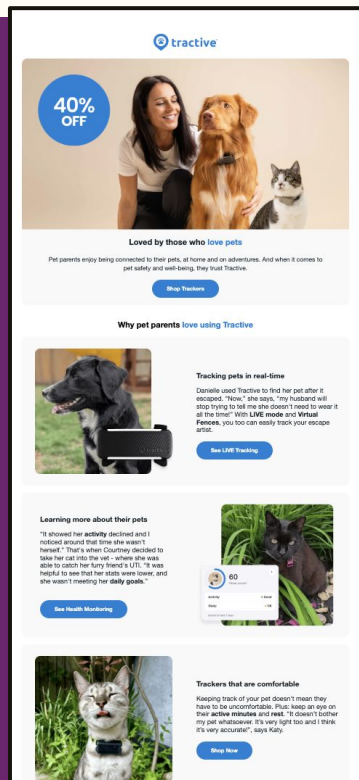 tractive
40%
OFF
Loved by those who love pets
Pet parents enjoy being connected to their pets, at home and on adventures. And when it comes to
pet safety and well-being, they trust Tractive.
Shop Trackers
Why pet parents love using Tractive
Tracking pets in real-time
Danielle used Tractive to find her pet after it
escaped. "Now," she says, "my husband will
stop trying to tell me she doesn't need to wear it
all the time!" With LIVE mode and Virtual
Fences, you too can easily track your escape
artist.
See LIVE Tracking
Learning more about their pets
"It showed her activity declined and I
noticed around that time she wasn't
herself." That's when Courtney decided to
take her cat into the vet - where she was
able to catch her furry friend's UTI. "It was
helpful to see that her stats were lower, and
she wasn't meeting her daily goals."
See Health Monitoring
60
Activity
Sleep
Trackers that are comfortable
Keeping track of your pet doesn't mean they
have to be uncomfortable. Plus: keep an eye on
their active minutes and rest. "It doesn't bother
my pet whatsoever. It's very light too and I think
it's very accurate!", says Katy.
Shop Now